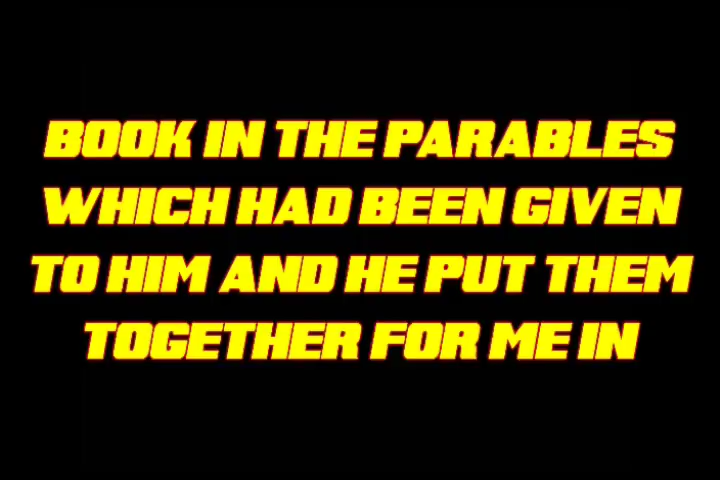 BOOK IN THE PARABLES
WHICH HAD BEEN GIVEN
TO HIM AND HE PUT THEM
TOGETHER FOR ME IN